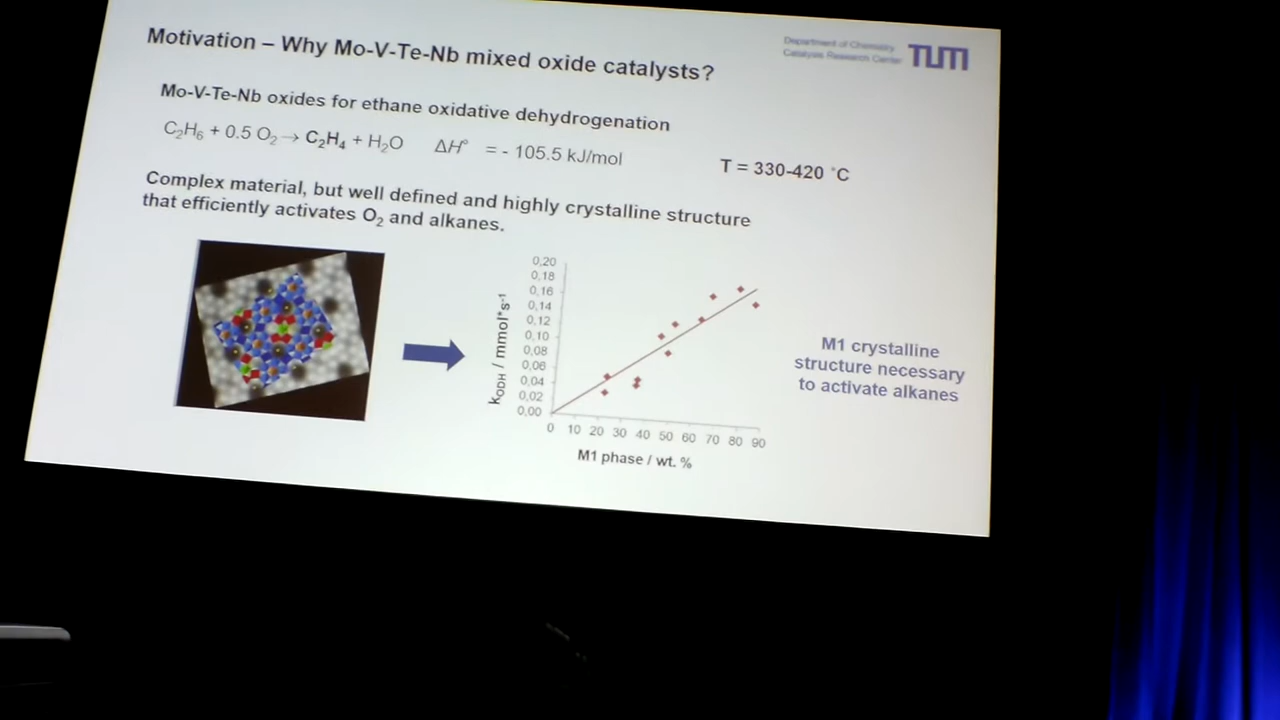 Motivation – Why Mo-V-Te-Nb mixed oxide catalysts?
Department of Chemistry
Catalysis Research Center
TUM
Mo-V-Te-Nb oxides for ethane oxidative dehydrogenation
C₂H₆ + 0.5 O₂ → C₂H₄ + H₂O ΔH° = - 105.5 kJ/mol
T = 330-420 °C
Complex material, but well defined and highly crystalline structure
that efficiently activates O₂ and alkanes.
0,20
0,18
0,16
0,14
0,12
0,10
0,08
0,06
0,04
0,02
0,00
k_ODH / mmol*s⁻¹
0 10 20 30 40 50 60 70 80 90
M1 phase / wt. %
M1 crystalline
structure necessary
to activate alkanes